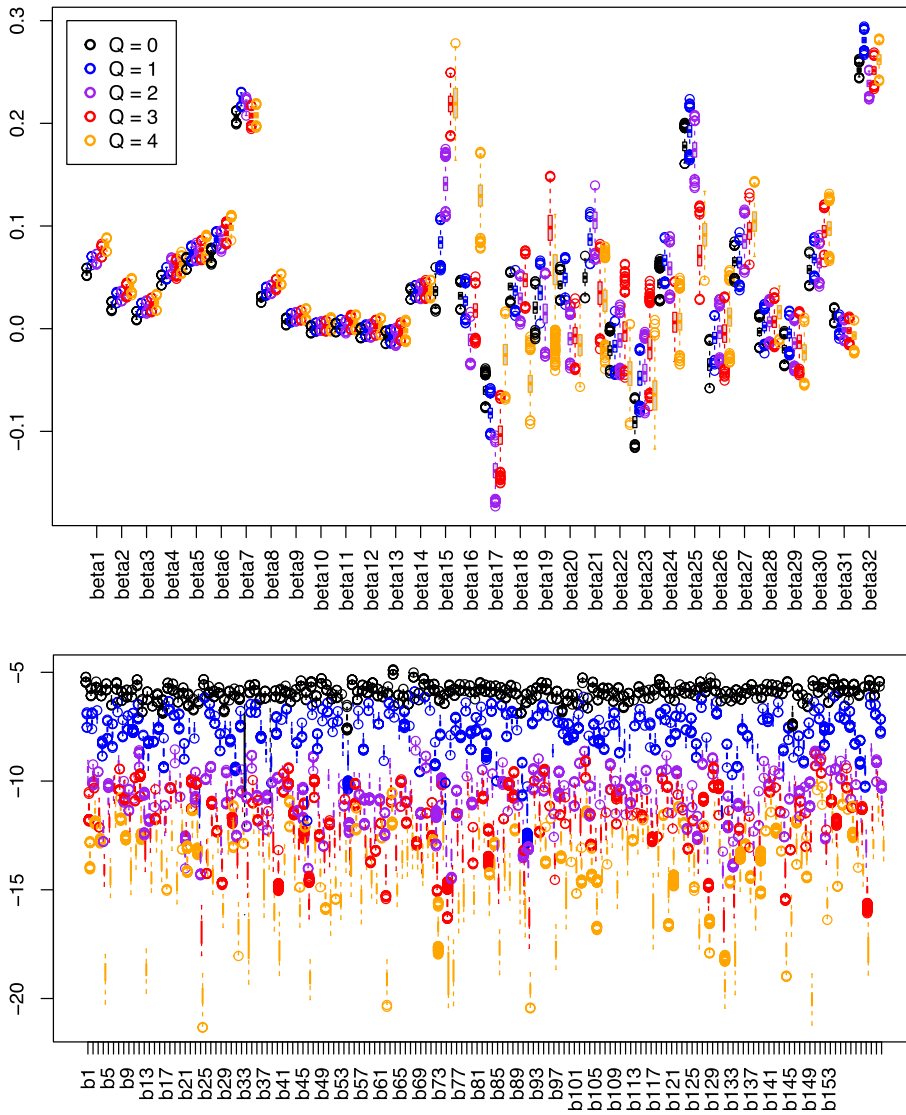 0.3
0.2
0.1
0.0
−0.1
Q = 0
Q = 1
Q = 2
Q = 3
Q = 4
beta1
beta2
beta3
beta4
beta5
beta6
beta7
beta8
beta9
beta10
beta11
beta12
beta13
beta14
beta15
beta16
beta17
beta18
beta19
beta20
beta21
beta22
beta23
beta24
beta25
beta26
beta27
beta28
beta29
beta30
beta31
beta32
−5
−10
−15
−20
b1
b5
b9
b13
b17
b21
b25
b29
b33
b37
b41
b45
b49
b53
b57
b61
b65
b69
b73
b77
b81
b85
b89
b93
b97
b101
b105
b109
b113
b117
b121
b125
b129
b133
b137
b141
b145
b149
b153